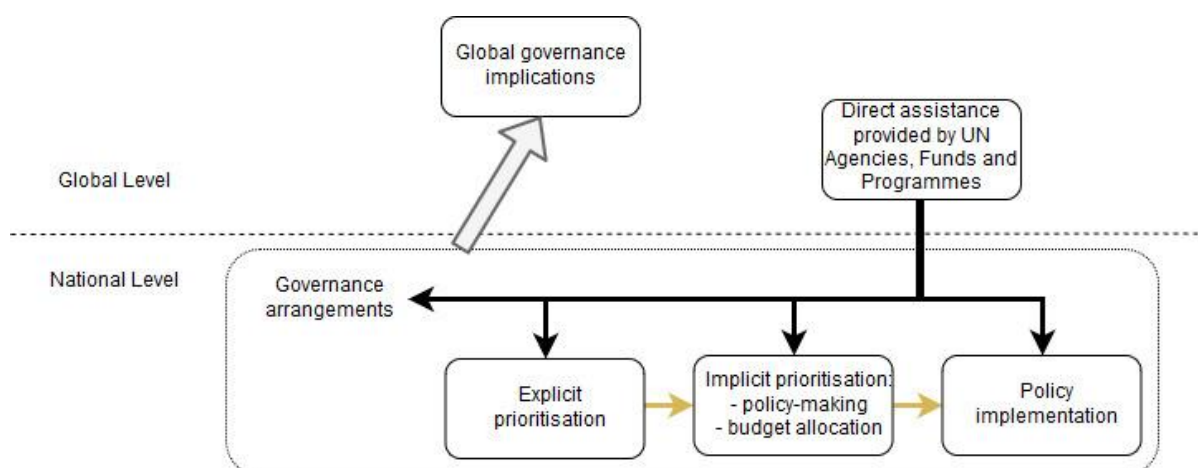 Global governance
implications
Direct assistance
provided by UN
Agencies, Funds and
Programmes
Global Level
National Level
Governance
arrangements
Explicit
prioritisation
Implicit prioritisation:
- policy-making
- budget allocation
Policy
implementation